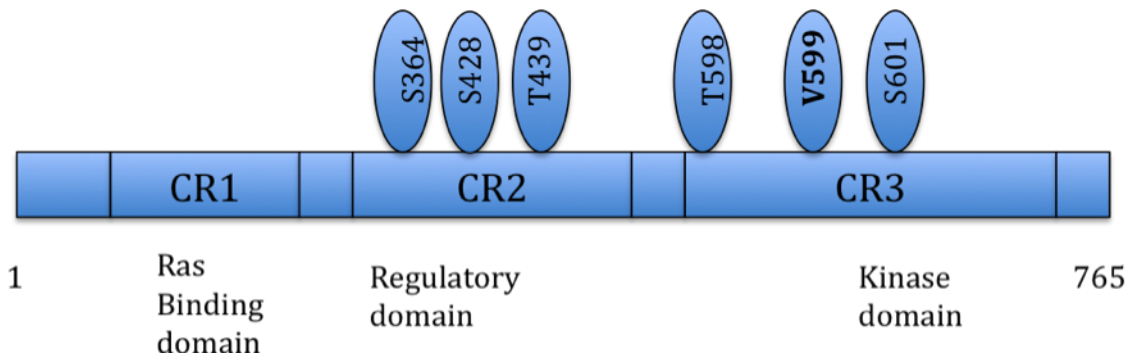 S364
S428
T439
T598
V599
S601
CR1
CR2
CR3
1
Ras
Binding
domain
Regulatory
domain
Kinase
domain
765